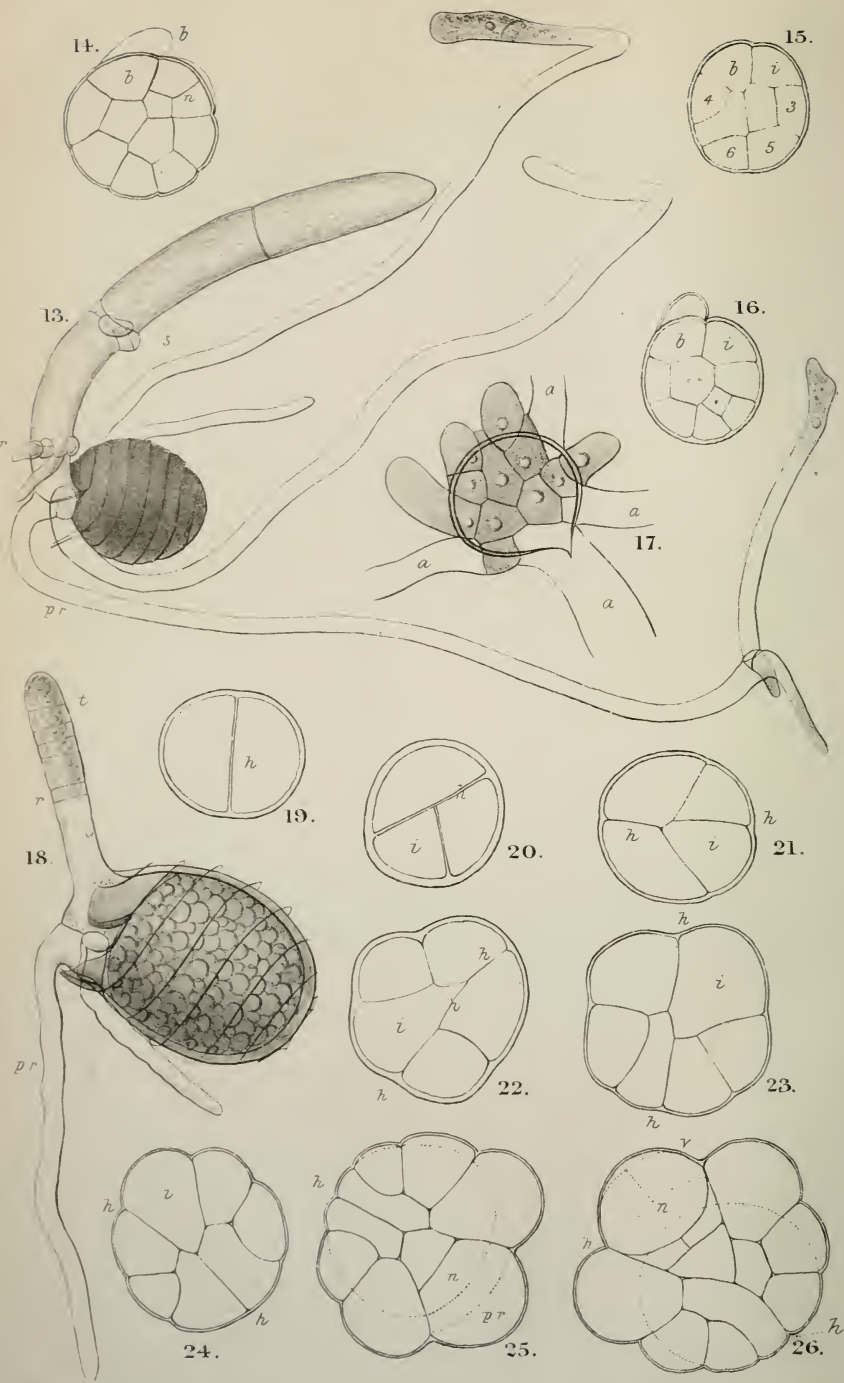 14.
b
b
n
15.
b
i
4
3
6
5
13.
s
r
16.
b
i
a
a
17.
a
a
pr
t
r
18.
19.
h
20.
h
i
21.
h
h
i
h
22.
h
h
i
h
23.
i
h
pr
24.
i
h
h
25.
h
n
pr
26.
v
n
h
h